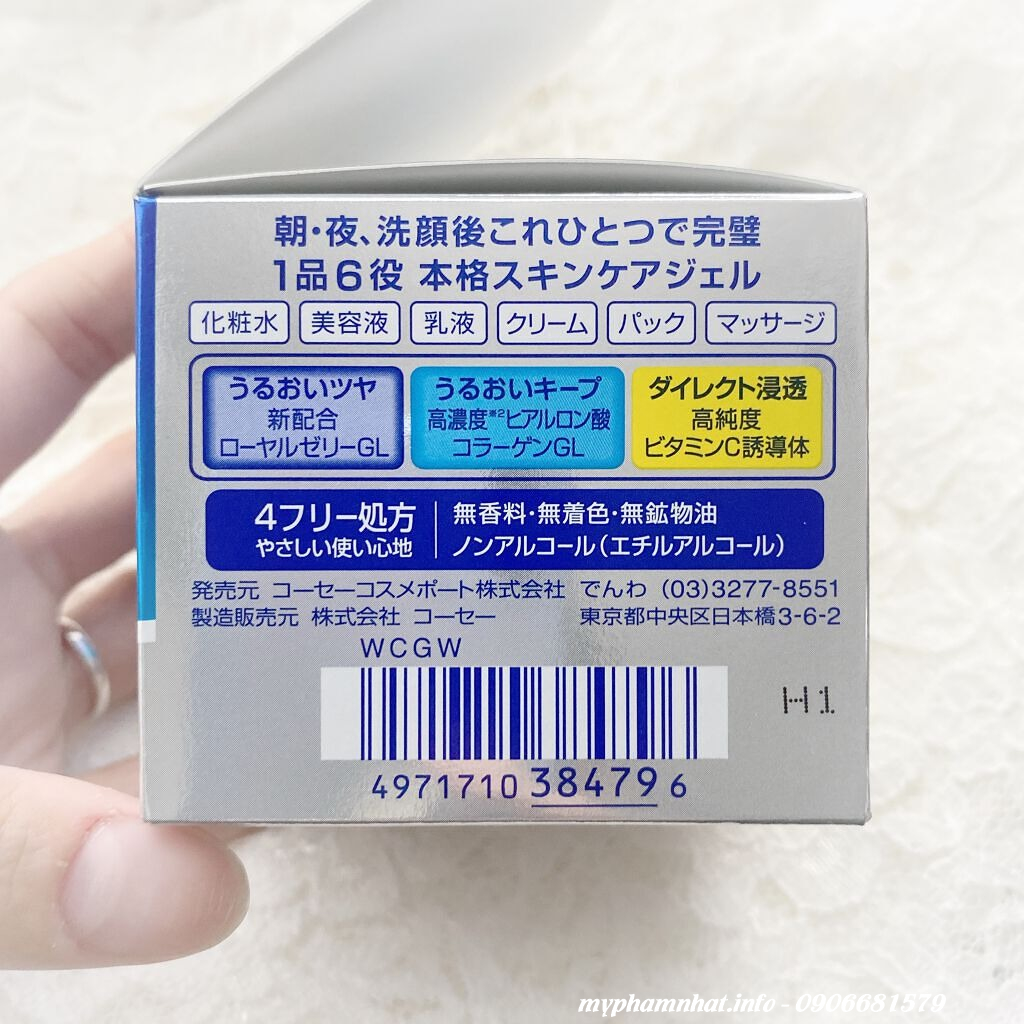 朝・夜、洗顔後これひとつで完璧
1品6役 本格スキンケアジェル
化粧水 美容液 乳液 クリーム パック マッサージ
うるおいツヤ
新配合
ローヤルゼリーGL
うるおいキープ
高濃度※2ヒアルロン酸
コラーゲンGL
ダイレクト浸透
高純度
ビタミンC誘導体
4フリー処方
やさしい使い心地
無香料・無着色・無鉱物油
ノンアルコール(エチルアルコール)
発売元 コーセーコスメポート株式会社 でんわ (03)3277-8551
製造販売元 株式会社 コーセー 東京都中央区日本橋3-6-2
WCGW
H1
4971710 38479 6
myphamnhat.info - 0906681579